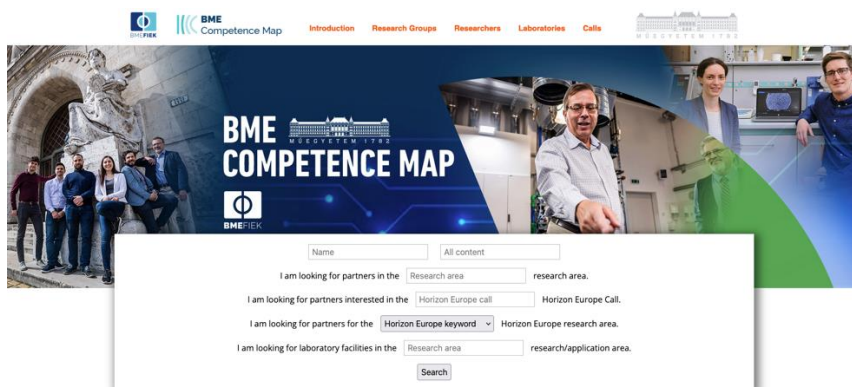 BMEFIEK
BME
Competence Map
Introduction Research Groups Researchers Laboratories Calls
MŰEGYETEM 1782
BME
MŰEGYETEM 1782
COMPETENCE MAP
BMEFIEK
Name All content
I am looking for partners in the Research area research area.
I am looking for partners interested in the Horizon Europe call Horizon Europe Call.
I am looking for partners for the Horizon Europe keyword Horizon Europe research area.
I am looking for laboratory facilities in the Research area research/application area.
Search